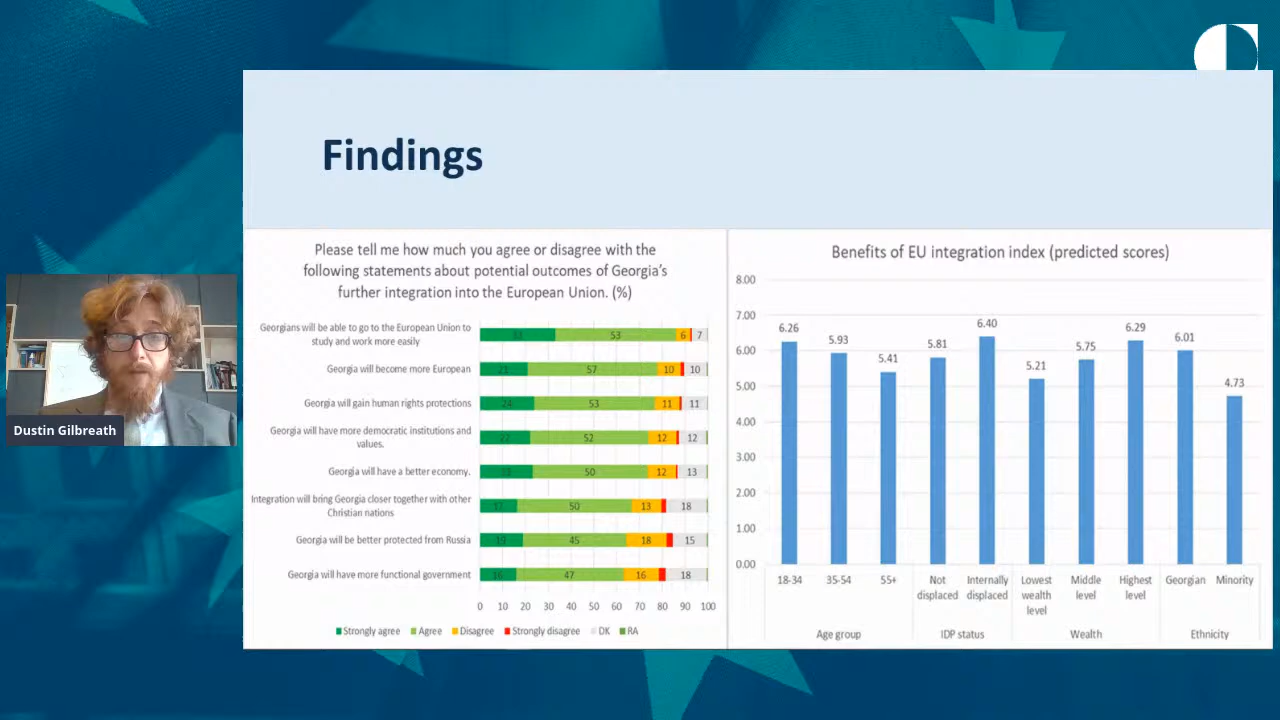 Findings
Dustin Gilbreath
Please tell me how much you agree or disagree with the
following statements about potential outcomes of Georgia's
further integration into the European Union. (%)
Georgians will be able to go to the European Union to
study and work more easily
53
6
7
Georgia will become more European
21
57
10
10
Georgia will gain human rights protections
24
53
11
11
Georgia will have more democratic institutions and
values.
22
52
12
12
Georgia will have a better economy.
50
12
13
Integration will bring Georgia closer together with other
Christian nations
17
50
13
18
Georgia will be better protected from Russia
19
45
18
15
Georgia will have more functional government
16
47
16
18
0 10 20 30 40 50 60 70 80 90 100
Strongly agree Agree Disagree Strongly disagree DK RA
Benefits of EU integration index (predicted scores)
8.00
7.00
6.00
5.00
4.00
3.00
2.00
1.00
0.00
6.26 5.93 5.41 5.81 6.40 5.21 5.75 6.29 6.01 4.73
18-34 35-54 55+ Not Internally Lowest Middle Highest Georgian Minority
displaced displaced wealth level level
level
Age group IDP status Wealth Ethnicity